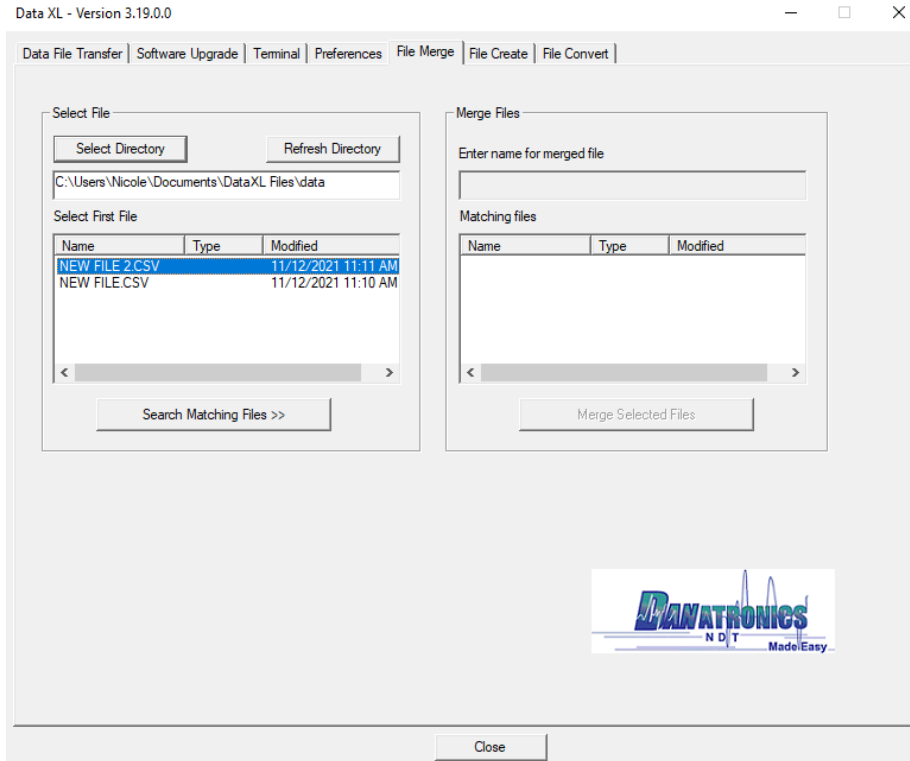 Data XL - Version 3.19.0.0
Data File Transfer Software Upgrade Terminal Preferences File Merge File Create File Convert
Select File
Select Directory Refresh Directory
C:\Users\Nicole\Documents\DataXL Files\data
Select First File
Name Type Modified
NEW FILE 2.CSV 11/12/2021 11:11 AM
NEW FILE.CSV 11/12/2021 11:10 AM
Search Matching Files >>
Merge Files
Enter name for merged file
Matching files
Name Type Modified
Merge Selected Files
DANATRONICS
NDT
Made Easy
Close